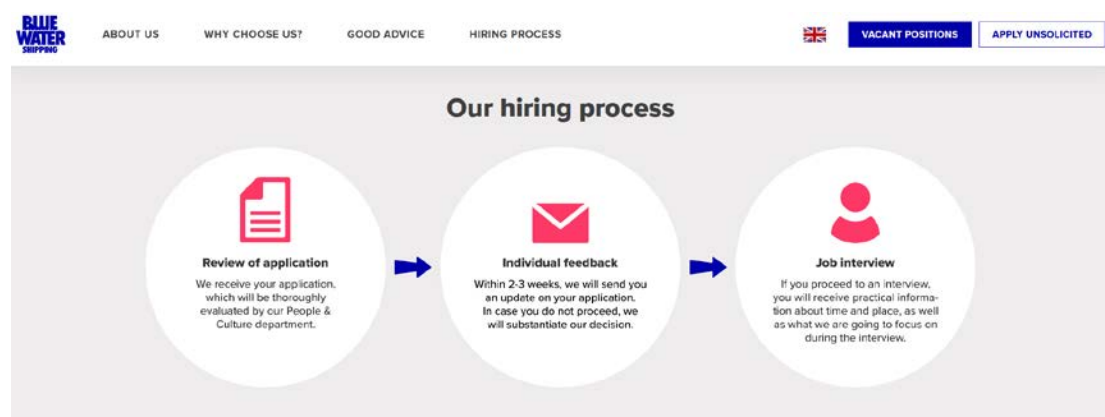 BLUE
WATER
SHIPPING
ABOUT US
WHY CHOOSE US?
GOOD ADVICE
HIRING PROCESS
VACANT POSITIONS
APPLY UNSOLICITED
Our hiring process
Review of application
We receive your application,
which will be thoroughly
evaluated by our People &
Culture department.
Individual feedback
Within 2-3 weeks, we will send you
an update on your application.
In case you do not proceed, we
will substantiate our decision.
Job interview
If you proceed to an interview,
you will receive practical informa-
tion about time and place, as well
as what we are going to focus on
during the interview.